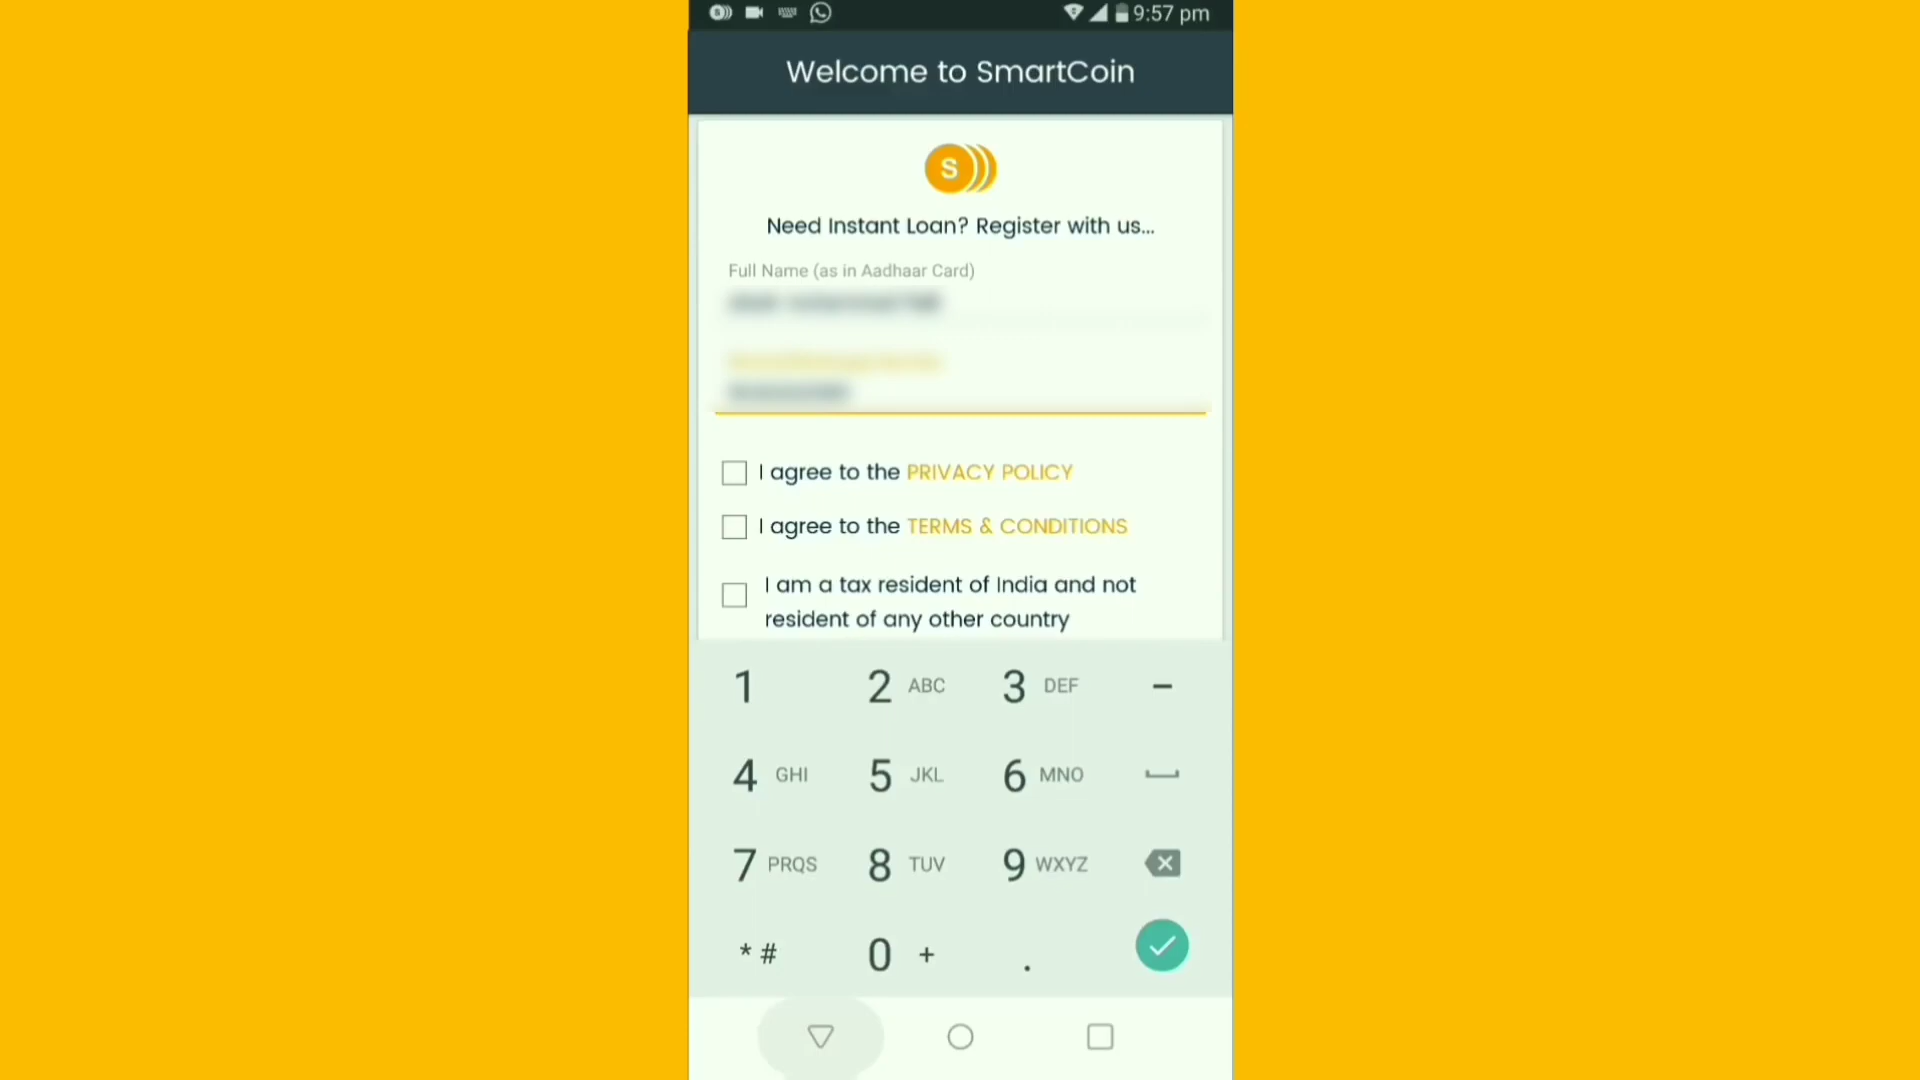 9:57 pm
Welcome to SmartCoin
S
Need Instant Loan? Register with us...
Full Name (as in Aadhaar Card)
I agree to the PRIVACY POLICY
I agree to the TERMS & CONDITIONS
I am a tax resident of India and not
resident of any other country
1 2 ABC 3 DEF –
4 GHI 5 JKL 6 MNO
7 PRQS 8 TUV 9 WXYZ
* # 0 + .